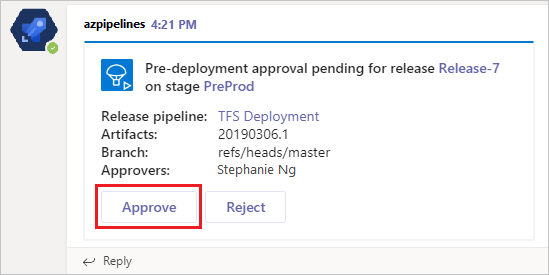 azpipelines 4:21 PM
Pre-deployment approval pending for release Release-7
on stage PreProd
Release pipeline: TFS Deployment
Artifacts: 20190306.1
Branch: refs/heads/master
Approvers: Stephanie Ng
Approve Reject
Reply